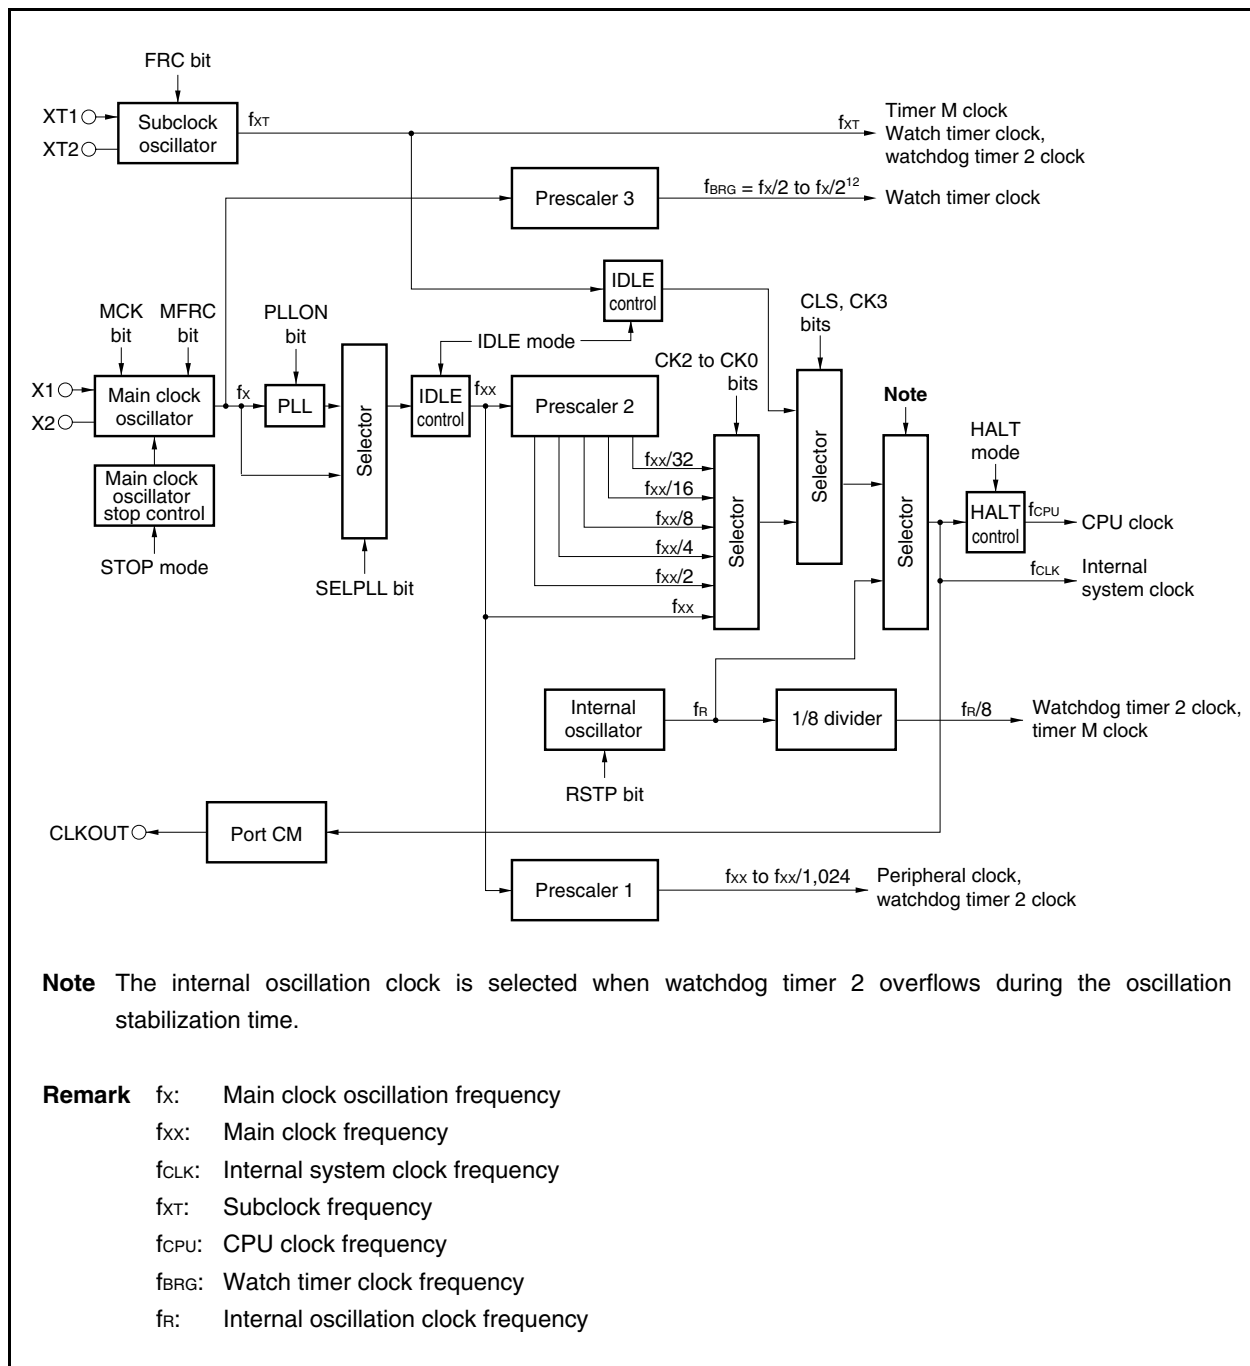 FRC bit
XT1
XT2
Subclock
oscillator
fXT
fXT
Timer M clock
Watch timer clock,
watchdog timer 2 clock
Prescaler 3
fBRG = fX/2 to fX/2^12
Watch timer clock
IDLE
control
MCK
bit
MFRC
bit
PLLON
bit
IDLE mode
CLS, CK3
bits
CK2 to CK0
bits
X1
X2
Main clock
oscillator
fX
PLL
Selector
IDLE
control
fXX
Prescaler 2
Note
HALT
mode
Main clock
oscillator
stop control
STOP mode
SELPLL bit
fXX/32
fXX/16
fXX/8
fXX/4
fXX/2
fXX
Selector
Selector
Selector
HALT
control
fCPU
CPU clock
fCLK
Internal
system clock
Internal
oscillator
fR
1/8 divider
fR/8
Watchdog timer 2 clock,
timer M clock
RSTP bit
CLKOUT
Port CM
Prescaler 1
fXX to fXX/1,024
Peripheral clock,
watchdog timer 2 clock
Note The internal oscillation clock is selected when watchdog timer 2 overflows during the oscillation
stabilization time.
Remark fX: Main clock oscillation frequency
fXX: Main clock frequency
fCLK: Internal system clock frequency
fXT: Subclock frequency
fCPU: CPU clock frequency
fBRG: Watch timer clock frequency
fR: Internal oscillation clock frequency